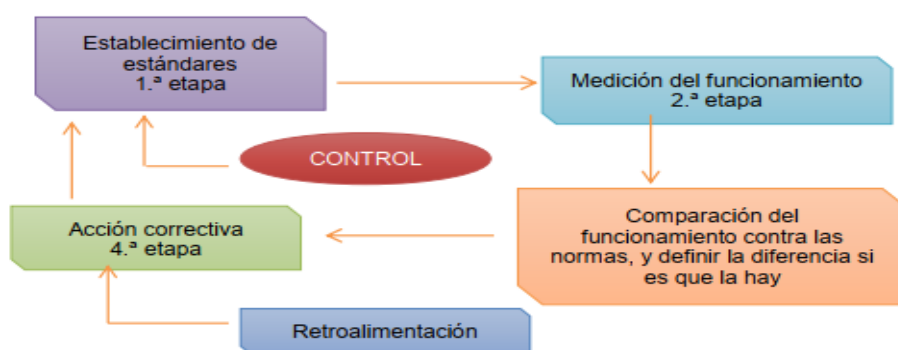 Establecimiento de
estándares
1.ª etapa
Medición del funcionamiento
2.ª etapa
CONTROL
Comparación del
funcionamiento contra las
normas, y definir la diferencia si
es que la hay
Acción correctiva
4.ª etapa
Retroalimentación